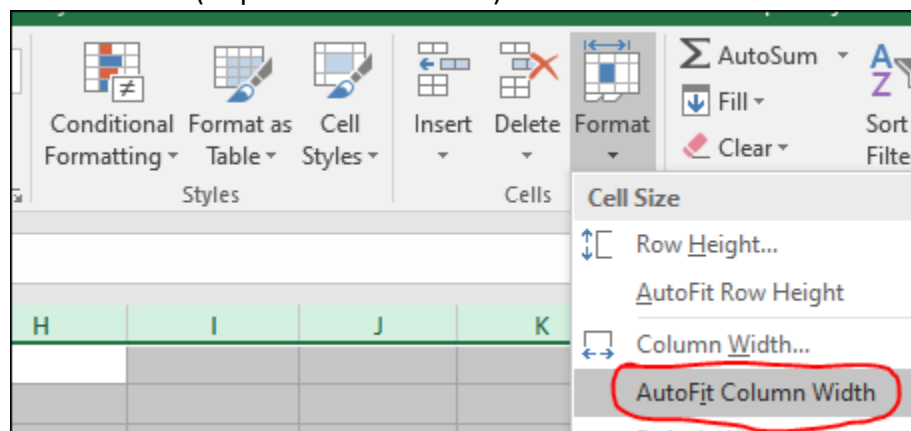 Conditional Formatting
Format as Table
Cell Styles
Insert
Delete
Format
AutoSum
Fill
Clear
Sort
Filte
Styles
Cells
Cell Size
Row Height...
AutoFit Row Height
Column Width...
AutoFit Column Width
H I J K
A
Z